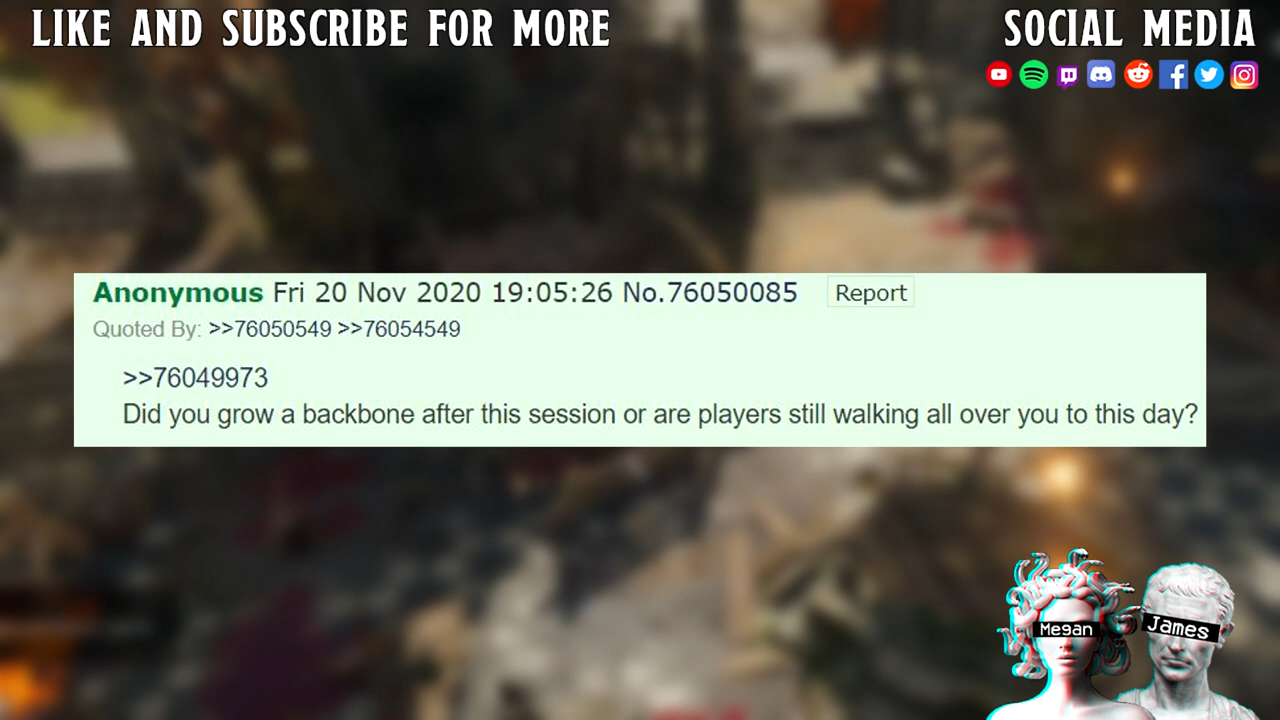 LIKE AND SUBSCRIBE FOR MORE
SOCIAL MEDIA
Anonymous Fri 20 Nov 2020 19:05:26 No.76050085 Report
Quoted By: >>76050549 >>76054549
>>76049973
Did you grow a backbone after this session or are players still walking all over you to this day?
Megan
James